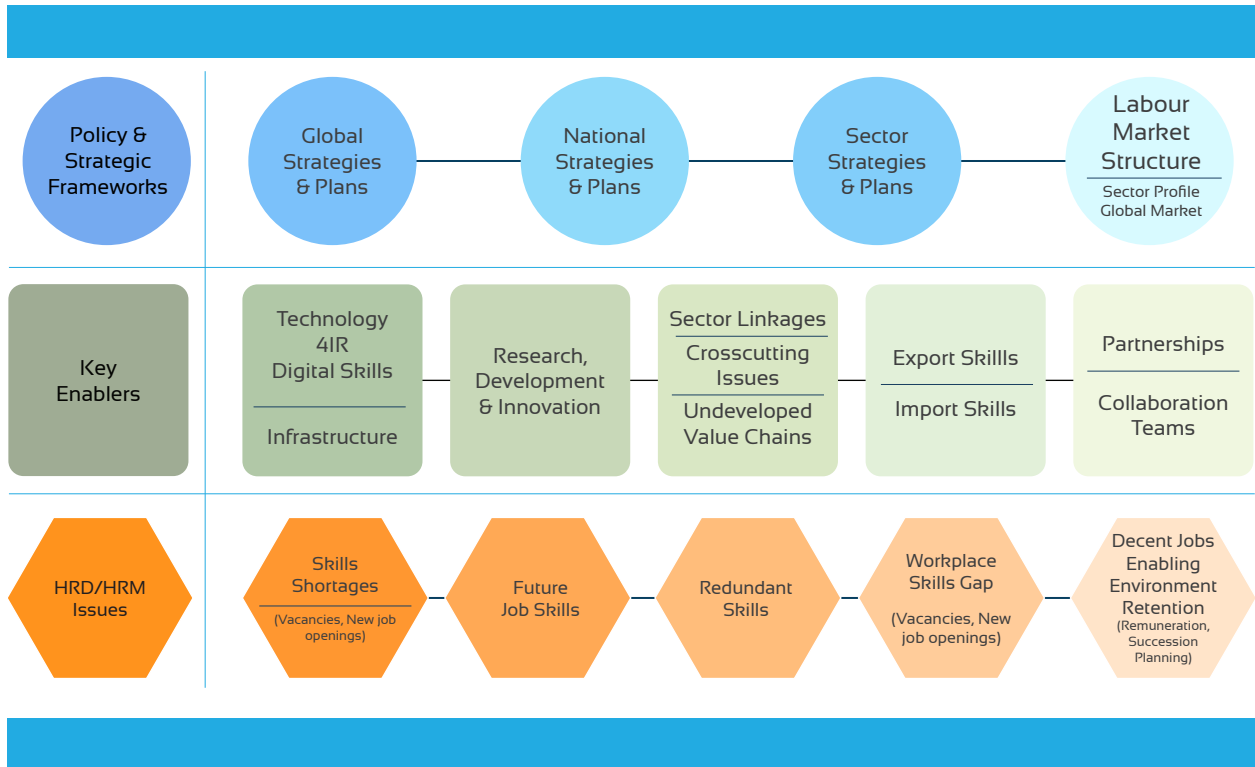 Policy &
Strategic
Frameworks
Global
Strategies
& Plans
National
Strategies
& Plans
Sector
Strategies
& Plans
Labour
Market
Structure
Sector Profile
Global Market
Key
Enablers
Technology
4IR
Digital Skills
Infrastructure
Research,
Development
& Innovation
Sector Linkages
Crosscutting
Issues
Undeveloped
Value Chains
Export Skillls
Import Skills
Partnerships
Collaboration
Teams
HRD/HRM
Issues
Skills
Shortages
(Vacancies, New job
openings)
Future
Job Skills
Redundant
Skills
Workplace
Skills Gap
(Vacancies, New
job openings)
Decent Jobs
Enabling
Environment
Retention
(Remuneration,
Succession
Planning)